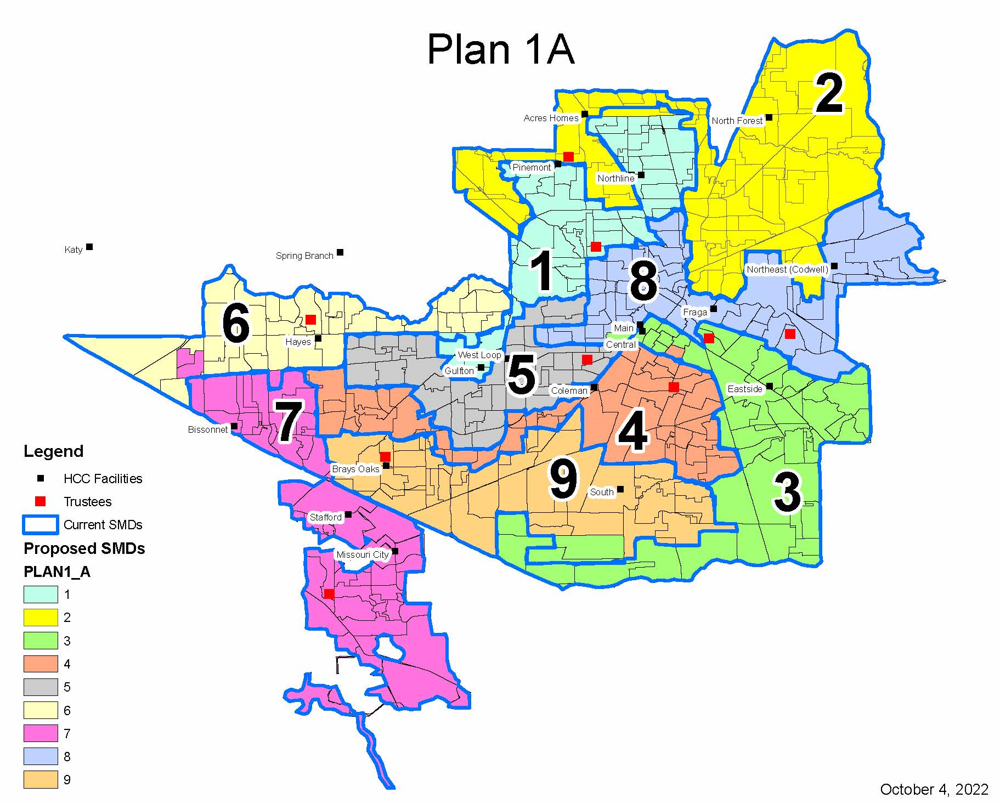 Plan 1A
2
Acres Homes
North Forest
Pinemont
Northline
Katy
Spring Branch
1
8
Northeast (Codwell)
6
Fraga
Hayes
Main
Central
West Loop
5
Gulfton
Coleman
Eastside
7
4
Bissonnet
Brays Oaks
9
South
3
Stafford
Missouri City
Legend
HCC Facilities
Trustees
Current SMDs
Proposed SMDs
PLAN1_A
1
2
3
4
5
6
7
8
9
October 4, 2022